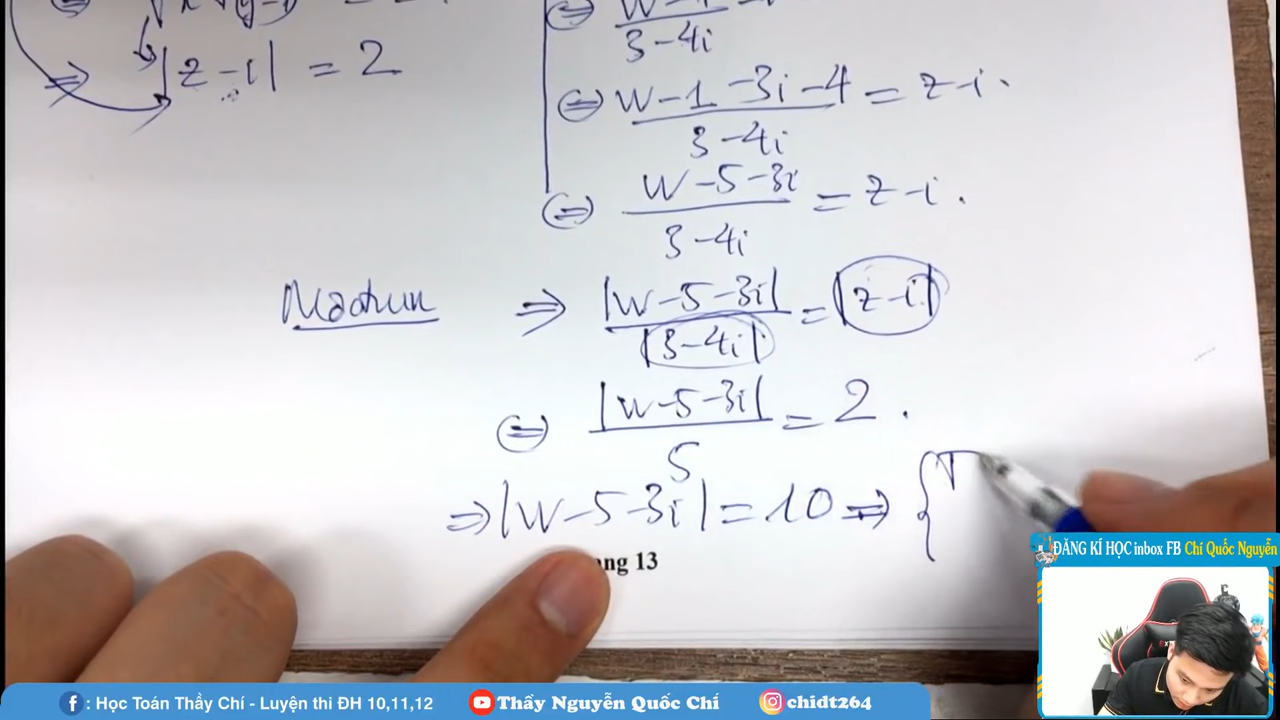 ⇒ |z - i| = 2
3 - 4i
⇔ w - 1 - 3i - 4 = z - i.
3 - 4i
⇔ w - 5 - 3i = z - i.
3 - 4i
Modun ⇒ |w - 5 - 3i| = |z - i|
|3 - 4i|
⇔ |w - 5 - 3i| = 2.
5
⇒ |w - 5 - 3i| = 10 ⇒ {
ng 13
ĐĂNG KÍ HỌC inbox FB Chí Quốc Nguyễn
: Học Toán Thầy Chí - Luyện thi ĐH 10,11,12 Thầy Nguyễn Quốc Chí chidt264